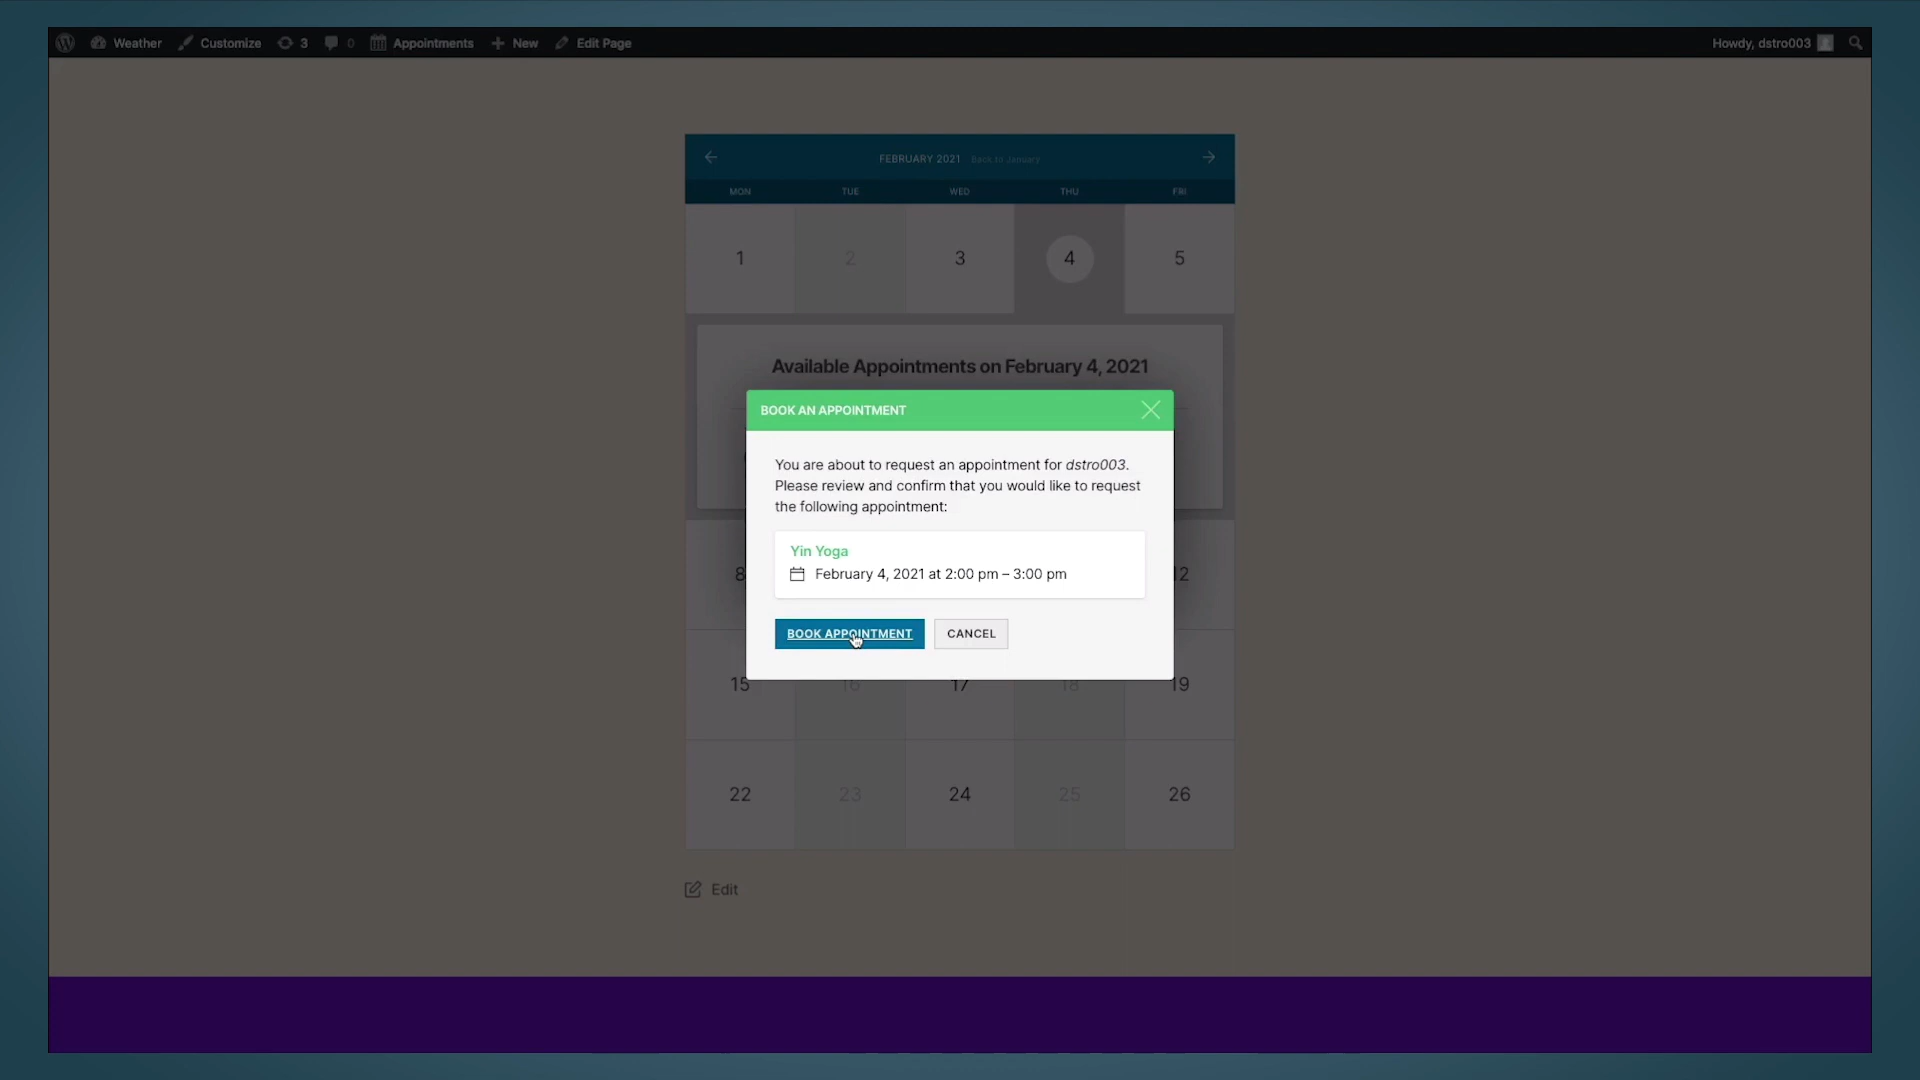 Weather Customize 3 0 Appointments New Edit Page Howdy, dstro003
FEBRUARY 2021 Back to January
MON TUE WED THU FRI
1 2 3 4 5
Available Appointments on February 4, 2021
BOOK AN APPOINTMENT
You are about to request an appointment for dstro003.
Please review and confirm that you would like to request
the following appointment:
Yin Yoga
February 4, 2021 at 2:00 pm – 3:00 pm
BOOK APPOINTMENT CANCEL
8 12
15 16 17 18 19
22 23 24 25 26
Edit